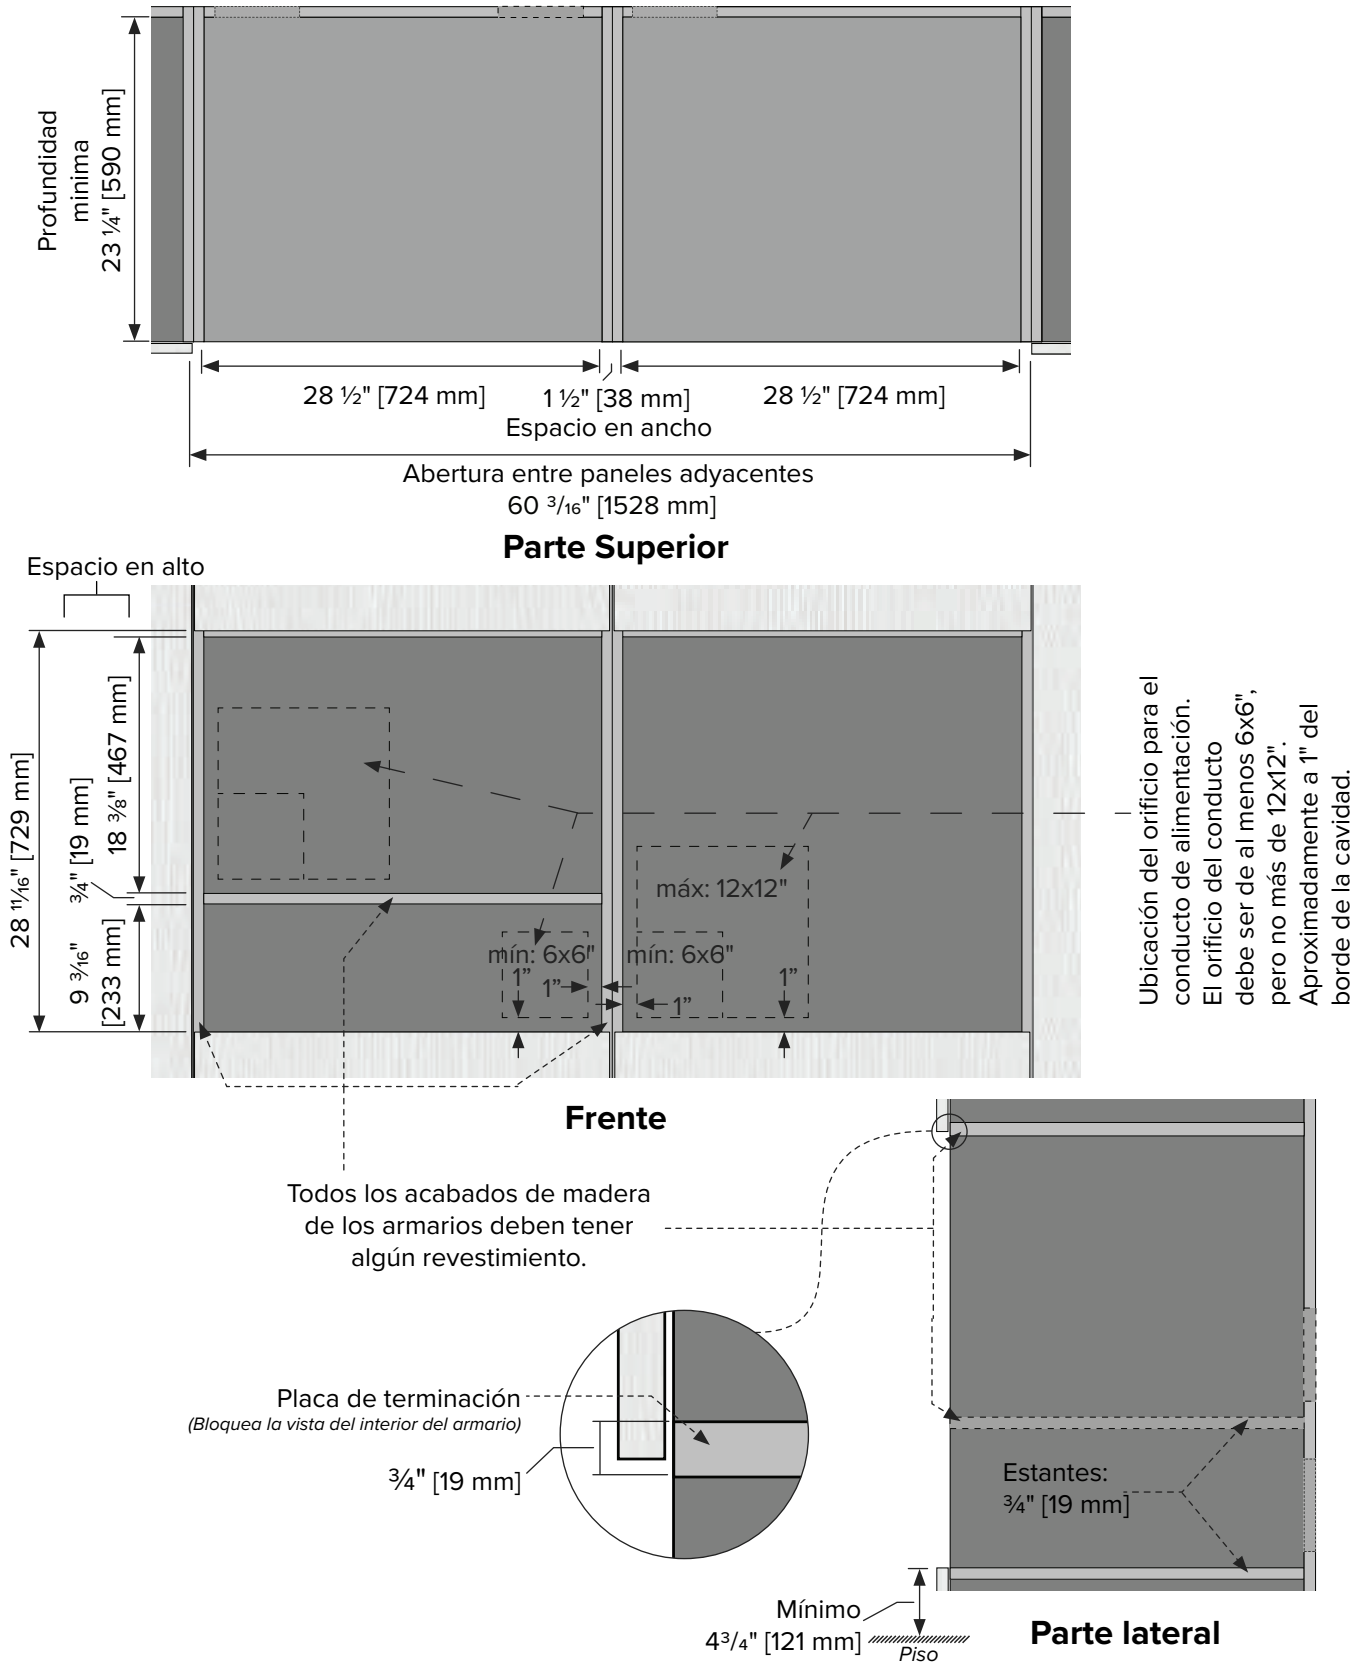 Profundidad
minima
23 ¼" [590 mm]
28 ½" [724 mm]
1 ½" [38 mm]
28 ½" [724 mm]
Espacio en ancho
Abertura entre paneles adyacentes
60 ³/₁₆" [1528 mm]
Parte Superior
Espacio en alto
28 ¹¹⁄₁₆" [729 mm]
¾" [19 mm]
18 ⅜" [467 mm]
9 ³⁄₁₆"
[233 mm]
máx: 12x12"
mín: 6x6"
mín: 6x6"
1”
1”
1”
1”
Ubicación del orificio para el
conducto de alimentación.
El orificio del conducto
debe ser de al menos 6x6",
pero no más de 12x12".
Aproximadamente a 1" del
borde de la cavidad.
Frente
Todos los acabados de madera
de los armarios deben tener
algún revestimiento.
Placa de terminación
(Bloquea la vista del interior del armario)
¾" [19 mm]
Estantes:
¾" [19 mm]
Mínimo
4³/₄" [121 mm]
Piso
Parte lateral